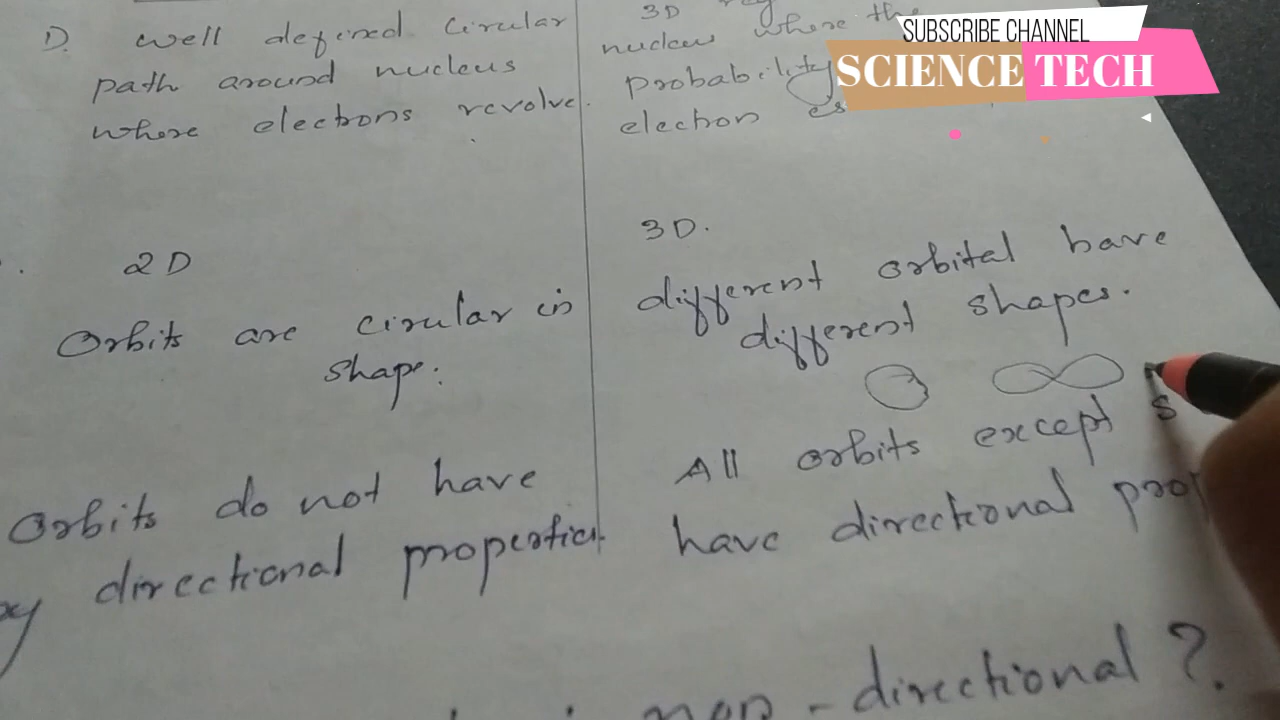 D. well defined circular
path around nucleus
where electrons revolve.
3D
nucleus where the
probability
electron
SUBSCRIBE CHANNEL
SCIENCE TECH
2D
3D.
Orbits are cirular in
shape.
different orbital have
different shapes.
Orbits do not have
directional properties.
All orbits except s
have directional
non-directional ?